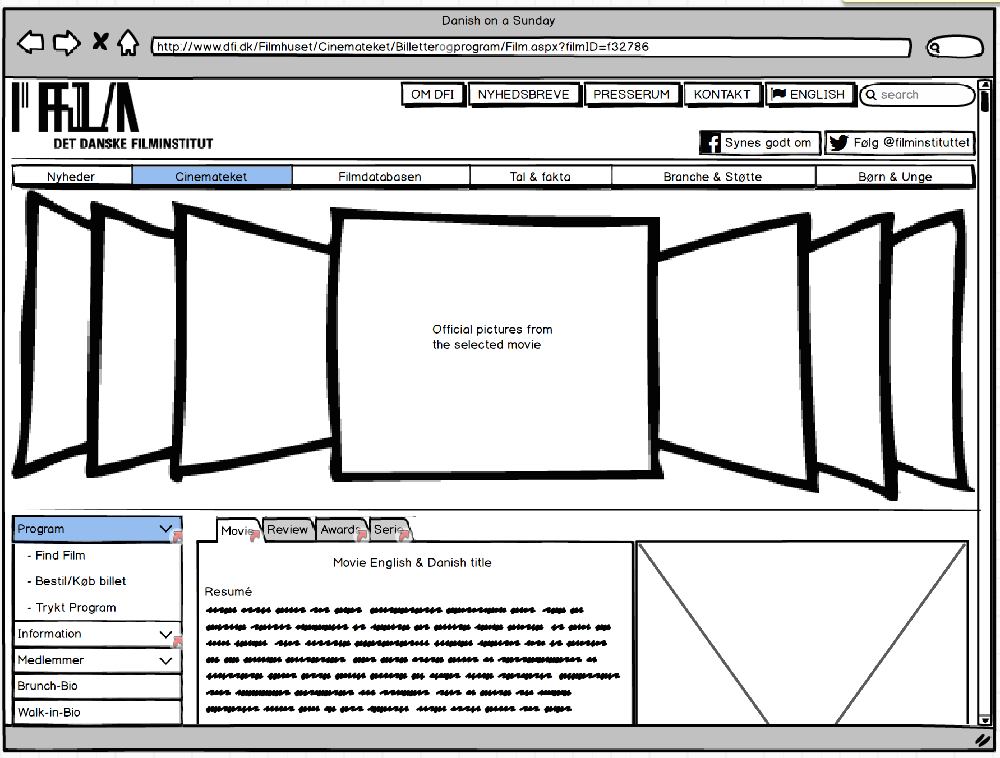 Danish on a Sunday
http://www.dfi.dk/Filmhuset/Cinemateket/Billetterogprogram/Film.aspx?filmID=f32786
OM DFI NYHEDSBREVE PRESSERUM KONTAKT ENGLISH search
FILM
DET DANSKE FILMINSTITUT
Synes godt om Følg @filminstituttet
Nyheder Cinemateket Filmdatabasen Tal & fakta Branche & Støtte Børn & Unge
Official pictures from
the selected movie
Program
- Find Film
- Bestil/Køb billet
- Trykt Program
Information
Medlemmer
Brunch-Bio
Walk-in-Bio
Movie Review Awards Serie
Movie English & Danish title
Resumé